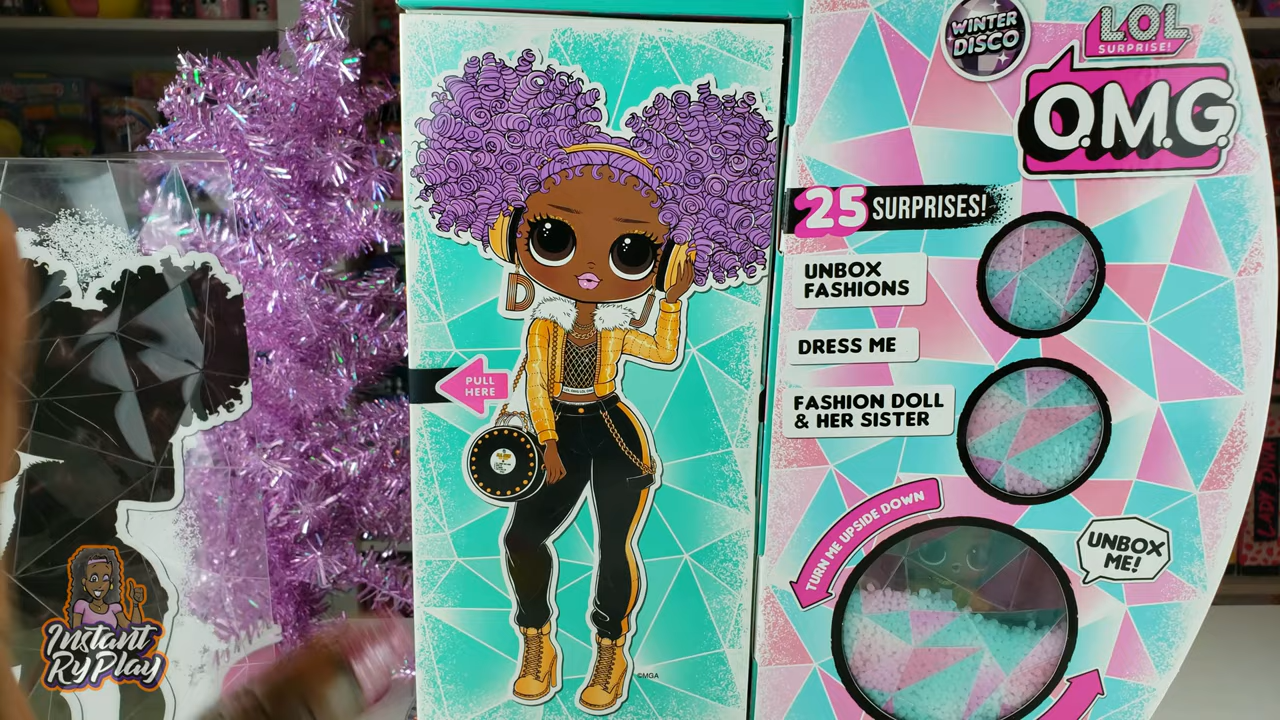 WINTER
DISCO
LOL
SURPRISE!
O.M.G.
25 SURPRISES!
UNBOX
FASHIONS
DRESS ME
FASHION DOLL
& HER SISTER
PULL
HERE
D
J
TURN ME UPSIDE DOWN
UNBOX
ME!
©MGA
Instant
RyPlay